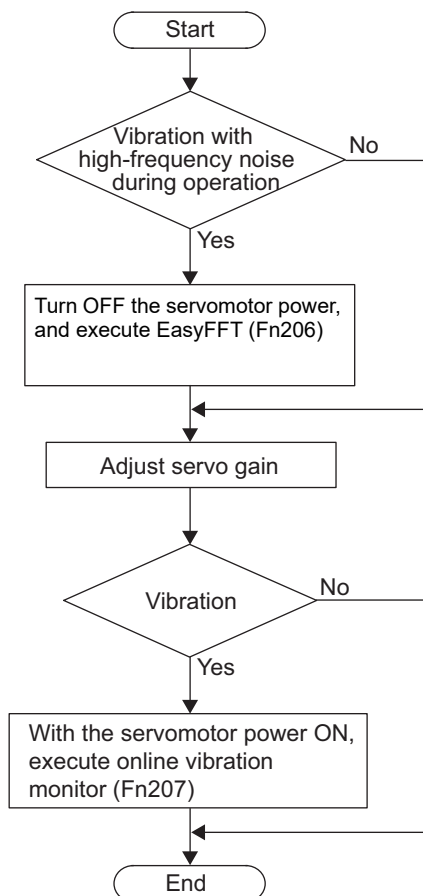 Start
Vibration with
high-frequency noise
during operation
No
Yes
Turn OFF the servomotor power,
and execute EasyFFT (Fn206)
Adjust servo gain
Vibration
No
Yes
With the servomotor power ON,
execute online vibration
monitor (Fn207)
End